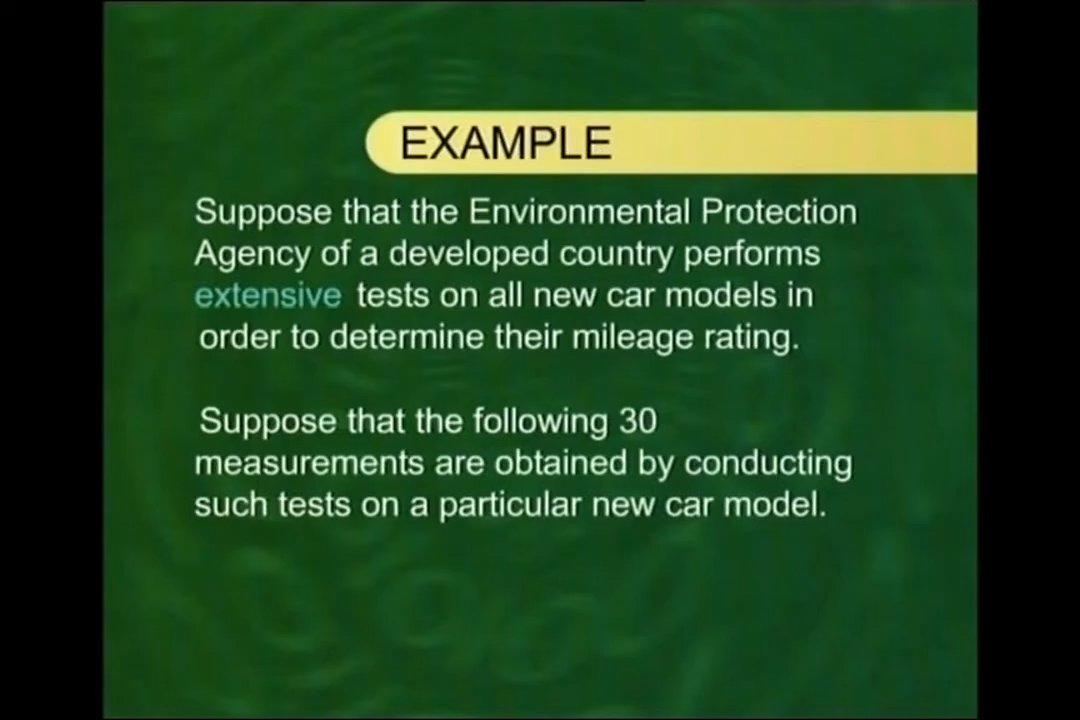 EXAMPLE
Suppose that the Environmental Protection
Agency of a developed country performs
extensive tests on all new car models in
order to determine their mileage rating.
Suppose that the following 30
measurements are obtained by conducting
such tests on a particular new car model.